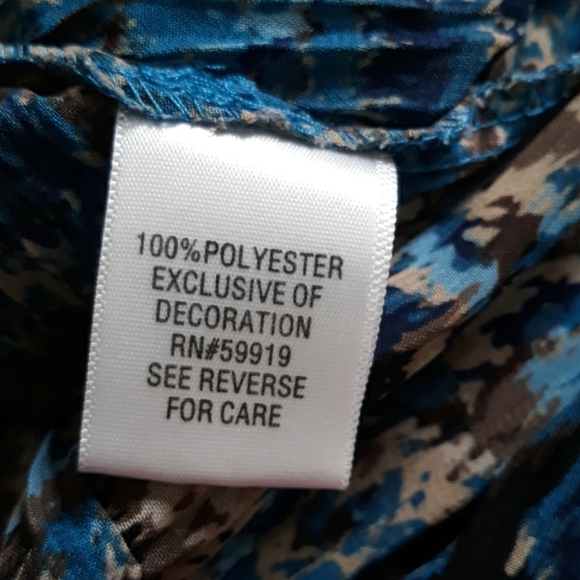 100%POLYESTER
EXCLUSIVE OF
DECORATION
RN#59919
SEE REVERSE
FOR CARE